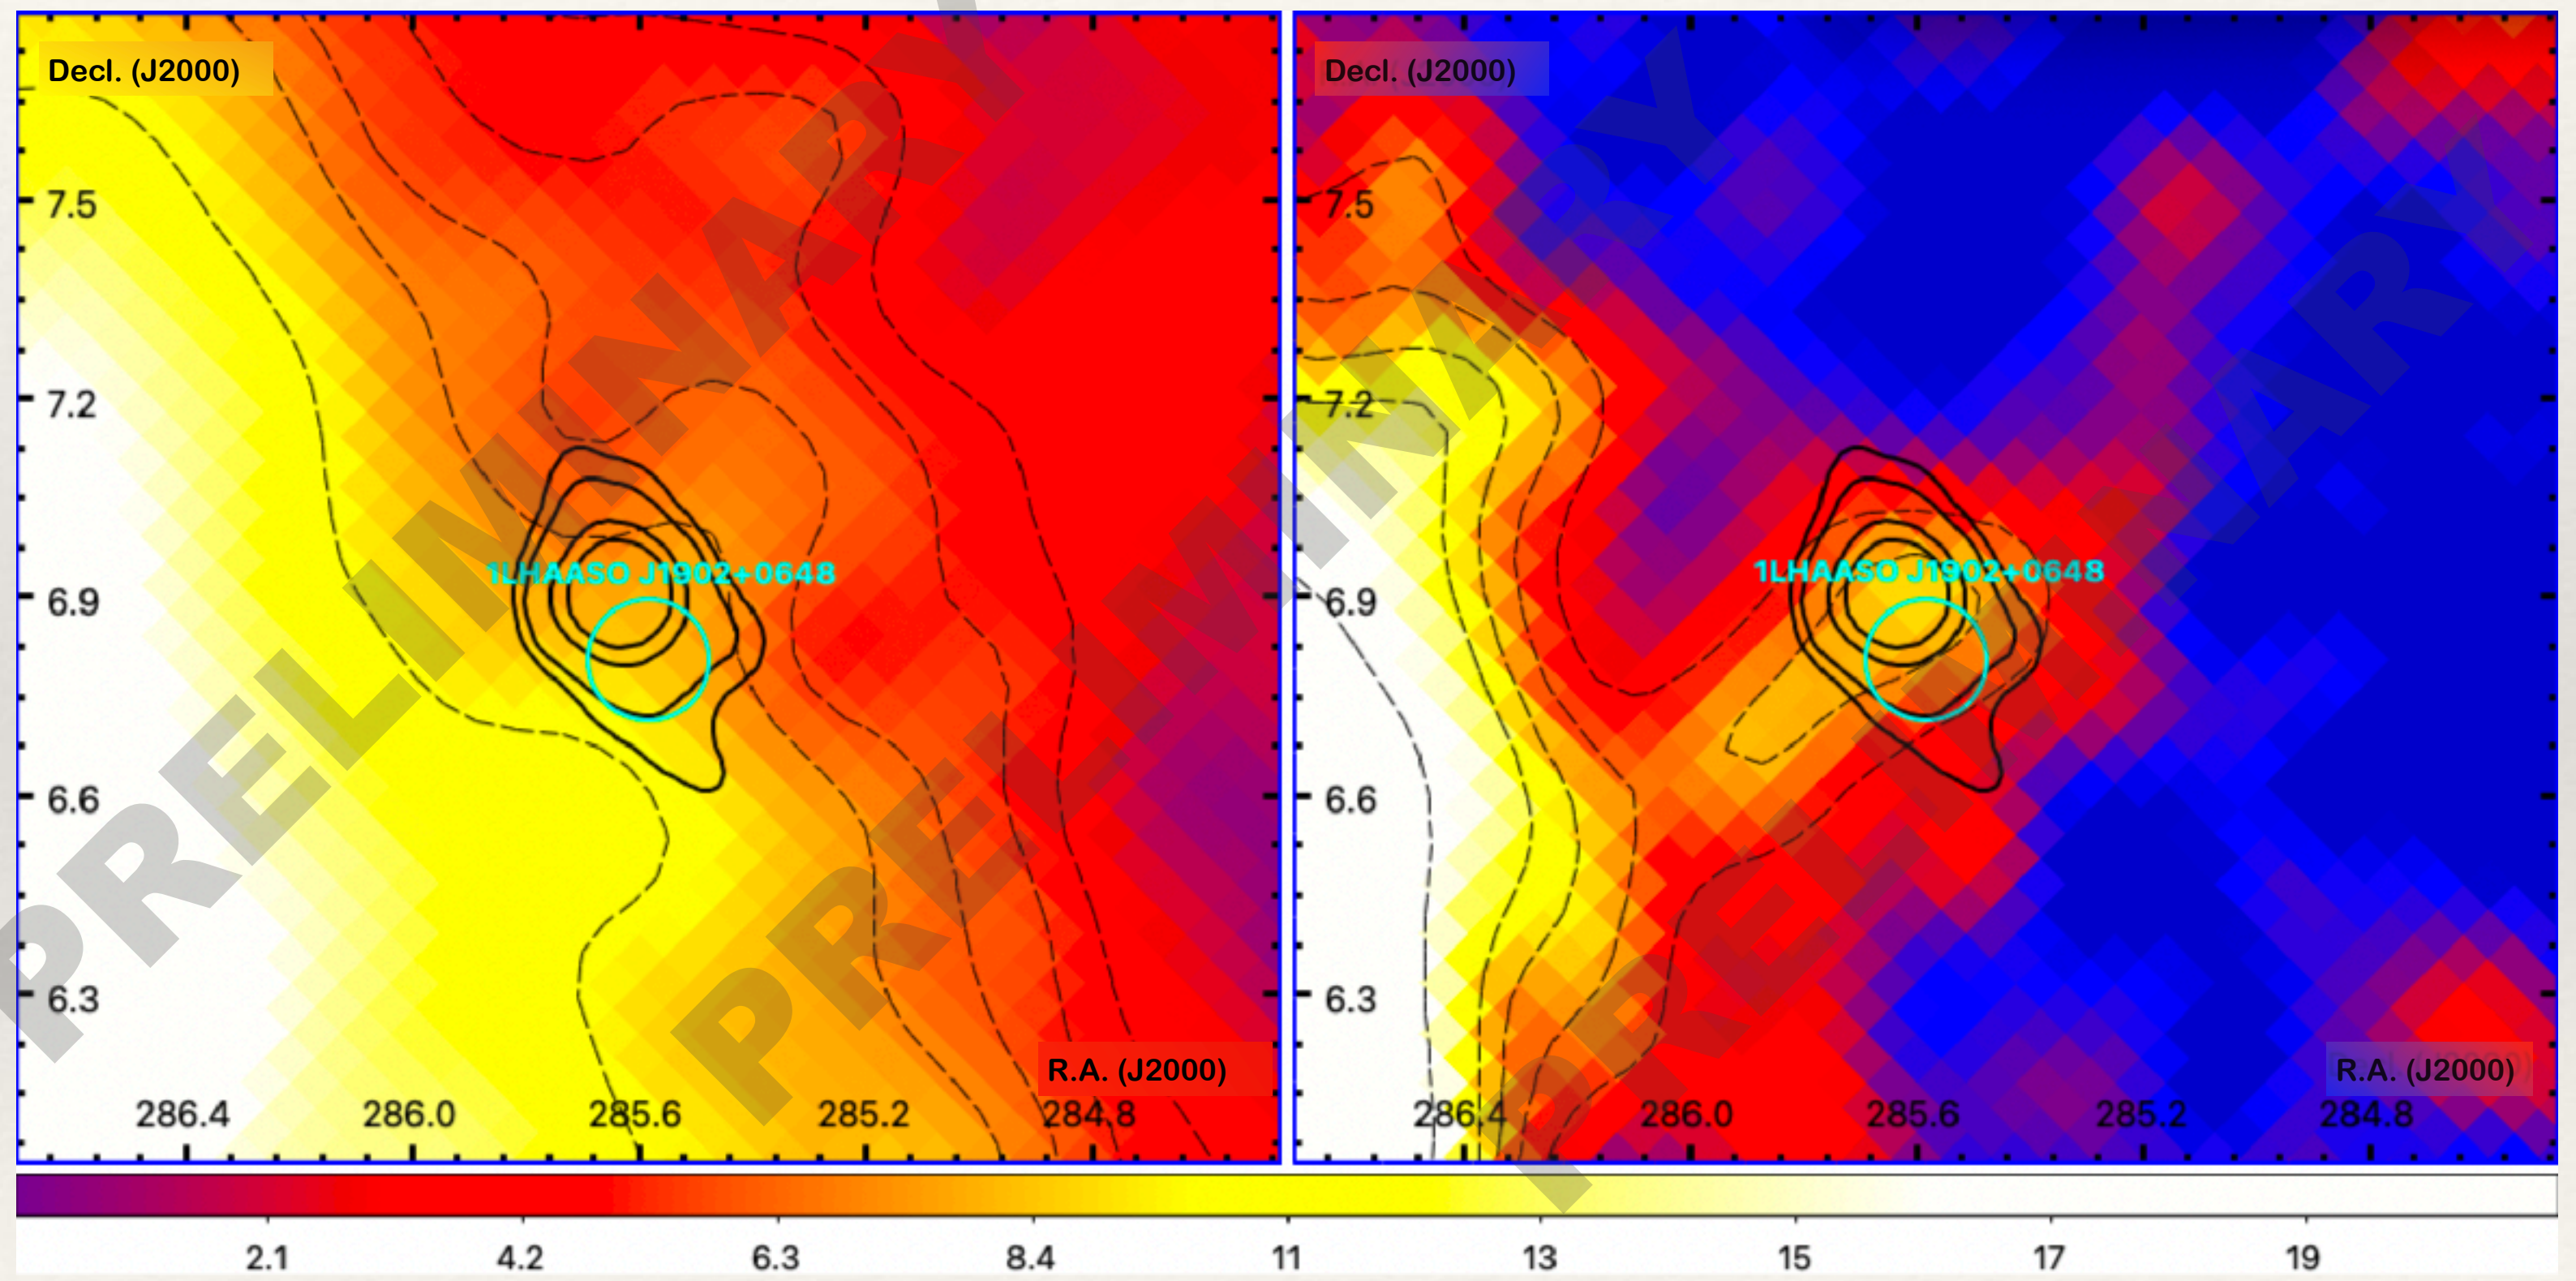 Decl. (J2000)
7.5
7.2
6.9
6.6
6.3
1LHAASO J1902+0648
R.A. (J2000)
286.4 286.0 285.6 285.2 284.8
PRELIMINARY
PRELIMINARY
Decl. (J2000)
7.5
7.2
6.9
6.6
6.3
1LHAASO J1902+0648
R.A. (J2000)
286.4 286.0 285.6 285.2 284.8
PRELIMINARY
2.1 4.2 6.3 8.4 11 13 15 17 19